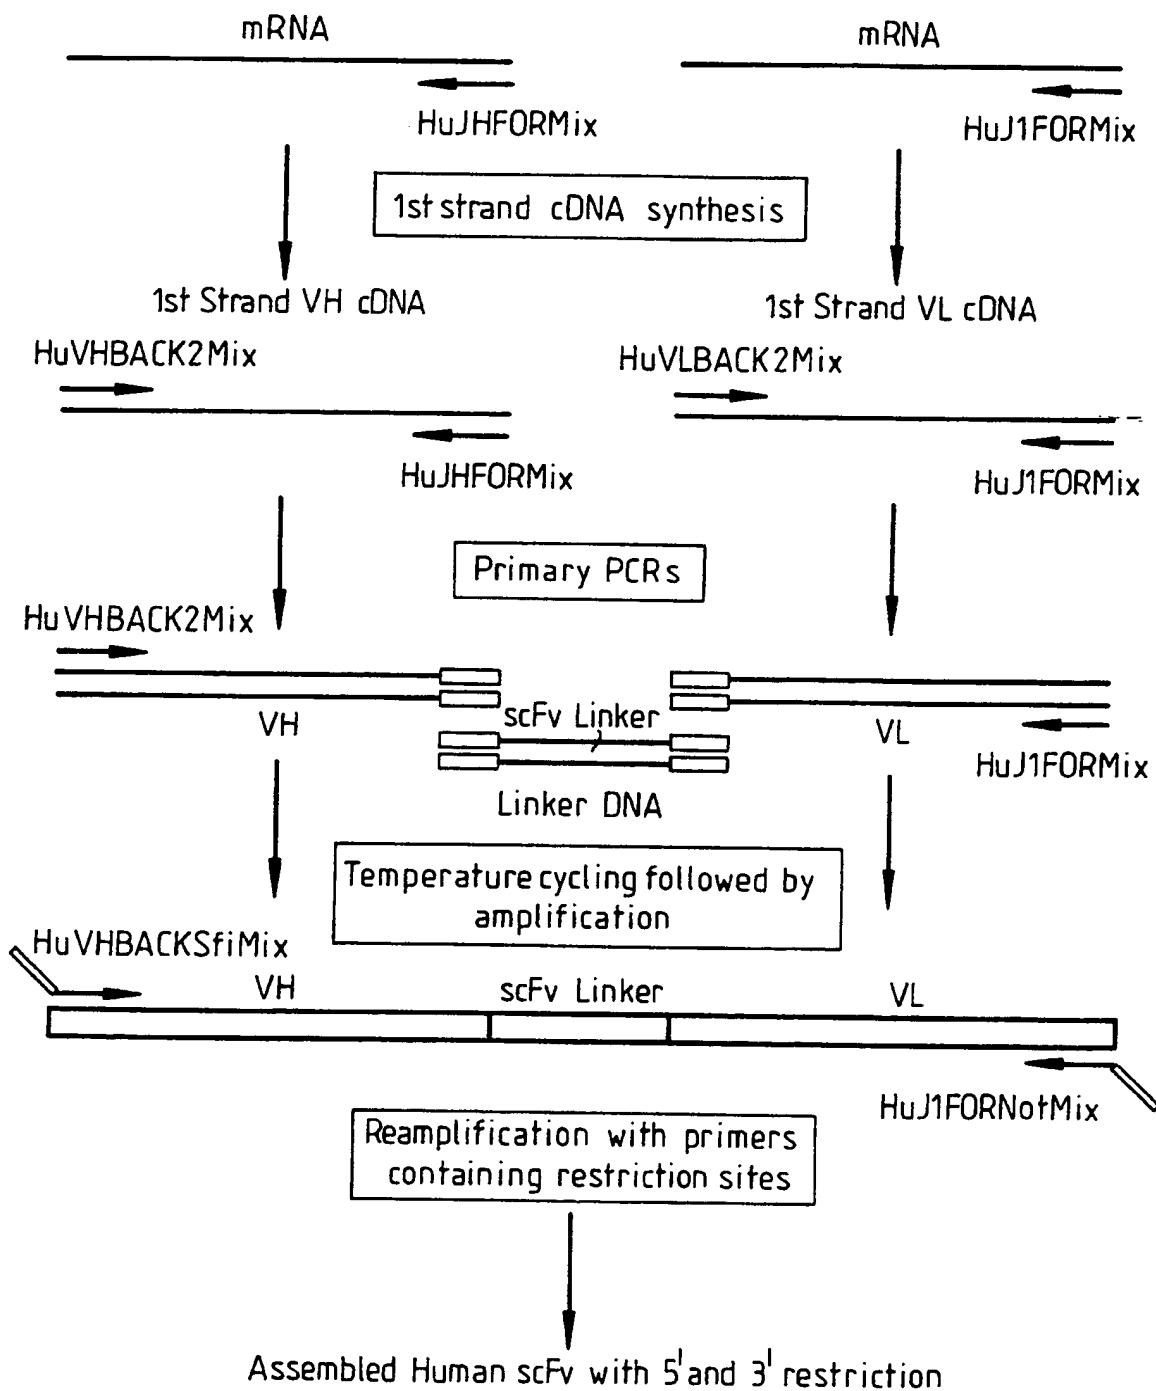 mRNA
mRNA
HuJHFORMix
HuJ1FORMix
1st strand cDNA synthesis
1st Strand VH cDNA
1st Strand VL cDNA
HuVHBACK2Mix
HuVLBACK2Mix
HuJHFORMix
HuJ1FORMix
Primary PCRs
HuVHBACK2Mix
scFv Linker
VH
VL
HuJ1FORMix
Linker DNA
Temperature cycling followed by
amplification
HuVHBACKSfiMix
VH
scFv Linker
VL
HuJ1FORNotMix
Reamplification with primers
containing restriction sites
Assembled Human scFv with 5' and 3' restriction